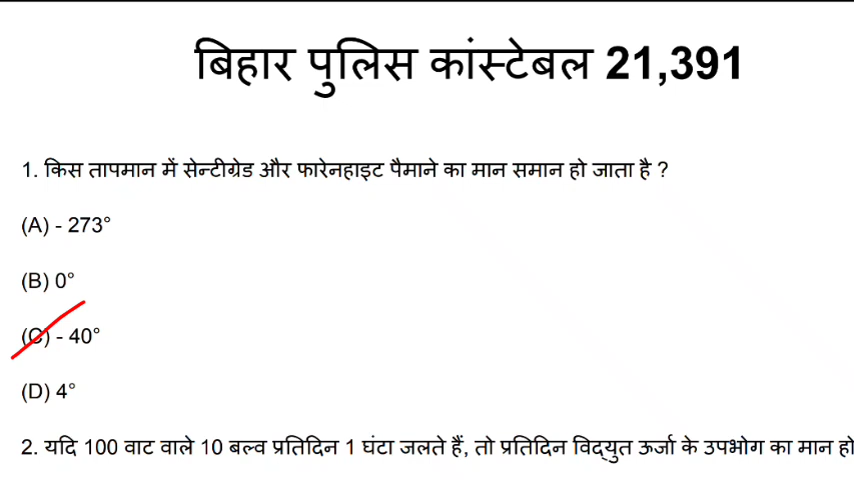 बिहार पुलिस कांस्टेबल 21,391
1. किस तापमान में सेन्टीग्रेड और फारेनहाइट पैमाने का मान समान हो जाता है ?
(A) - 273°
(B) 0°
(C) - 40°
(D) 4°
2. यदि 100 वाट वाले 10 बल्व प्रतिदिन 1 घंटा जलते हैं, तो प्रतिदिन विद्युत ऊर्जा के उपभोग का मान हो